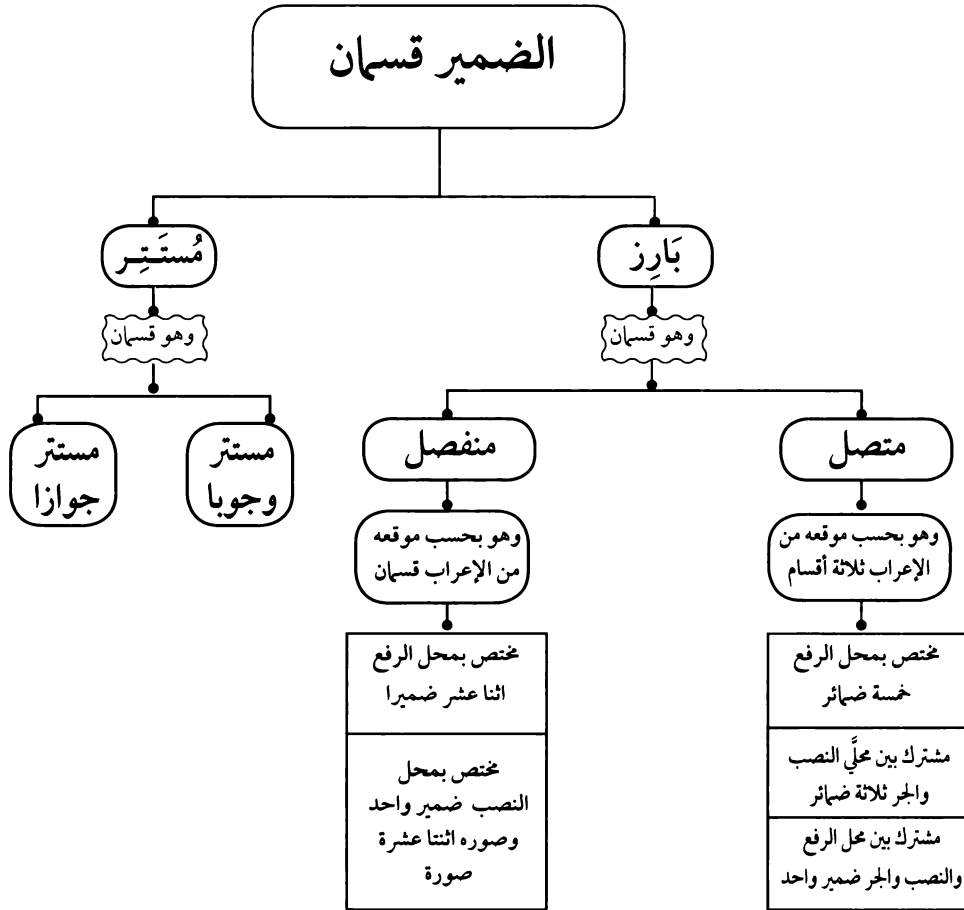 الضمير قسمان
بَارِز
وهو قسمان
متصل
وهو بحسب موقعه من
الإعراب ثلاثة أقسام
مختص بمحل الرفع
خمسة ضمائر
مشترك بين محلَّي النصب
والجر ثلاثة ضمائر
مشترك بين محل الرفع
والنصب والجر ضمير واحد
منفصل
وهو بحسب موقعه
من الإعراب قسمان
مختص بمحل الرفع
اثنا عشر ضميرا
مختص بمحل
النصب ضمير واحد
وصوره اثنتا عشرة
صورة
مُستَـتِـر
وهو قسمان
مستتر
وجوبا
مستتر
جوازا